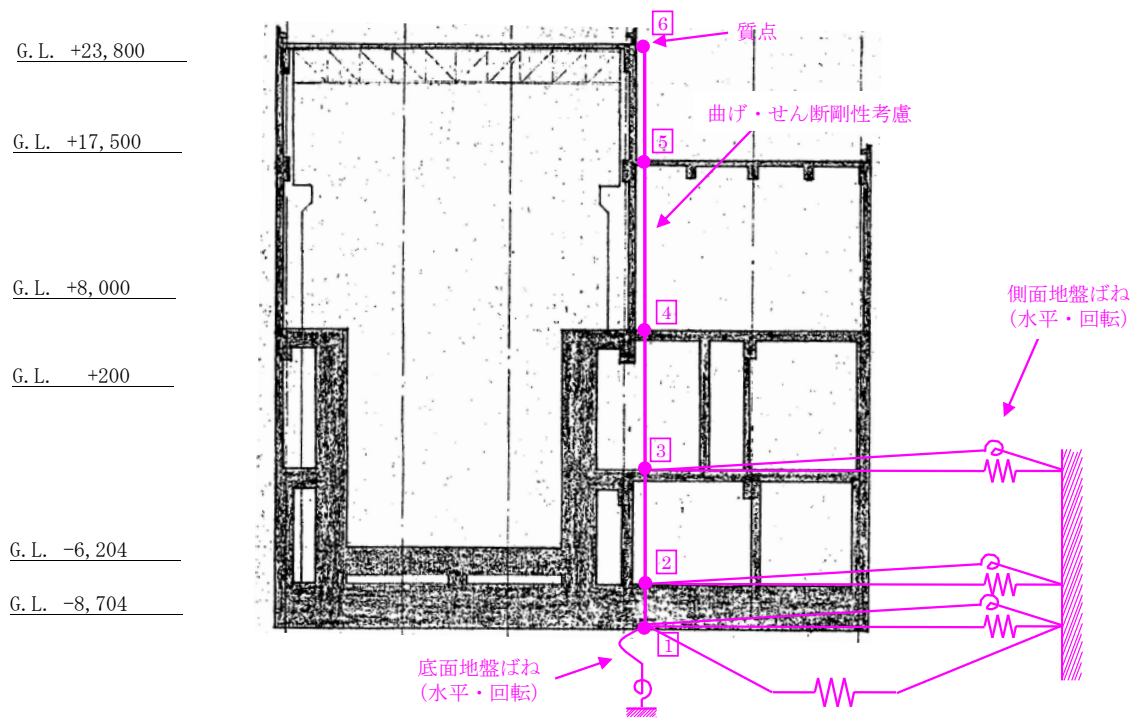 6
質点
G.L. +23,800
曲げ・せん断剛性考慮
5
G.L. +17,500
G.L. +8,000
側面地盤ばね
(水平・回転)
4
G.L. +200
3
G.L. -6,204
2
G.L. -8,704
1
底面地盤ばね
(水平・回転)